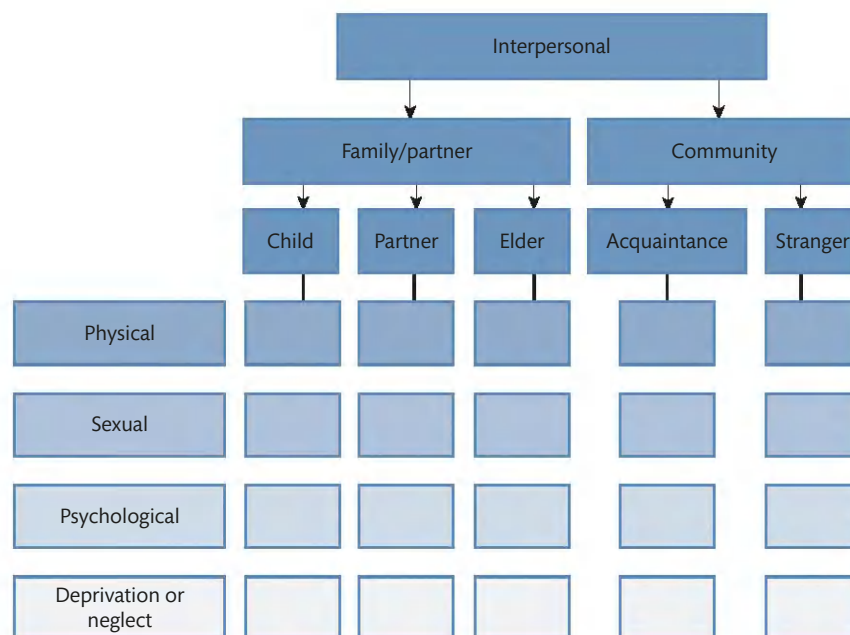 Interpersonal
Family/partner
Community
Child
Partner
Elder
Acquaintance
Stranger
Physical
Sexual
Psychological
Deprivation or
neglect